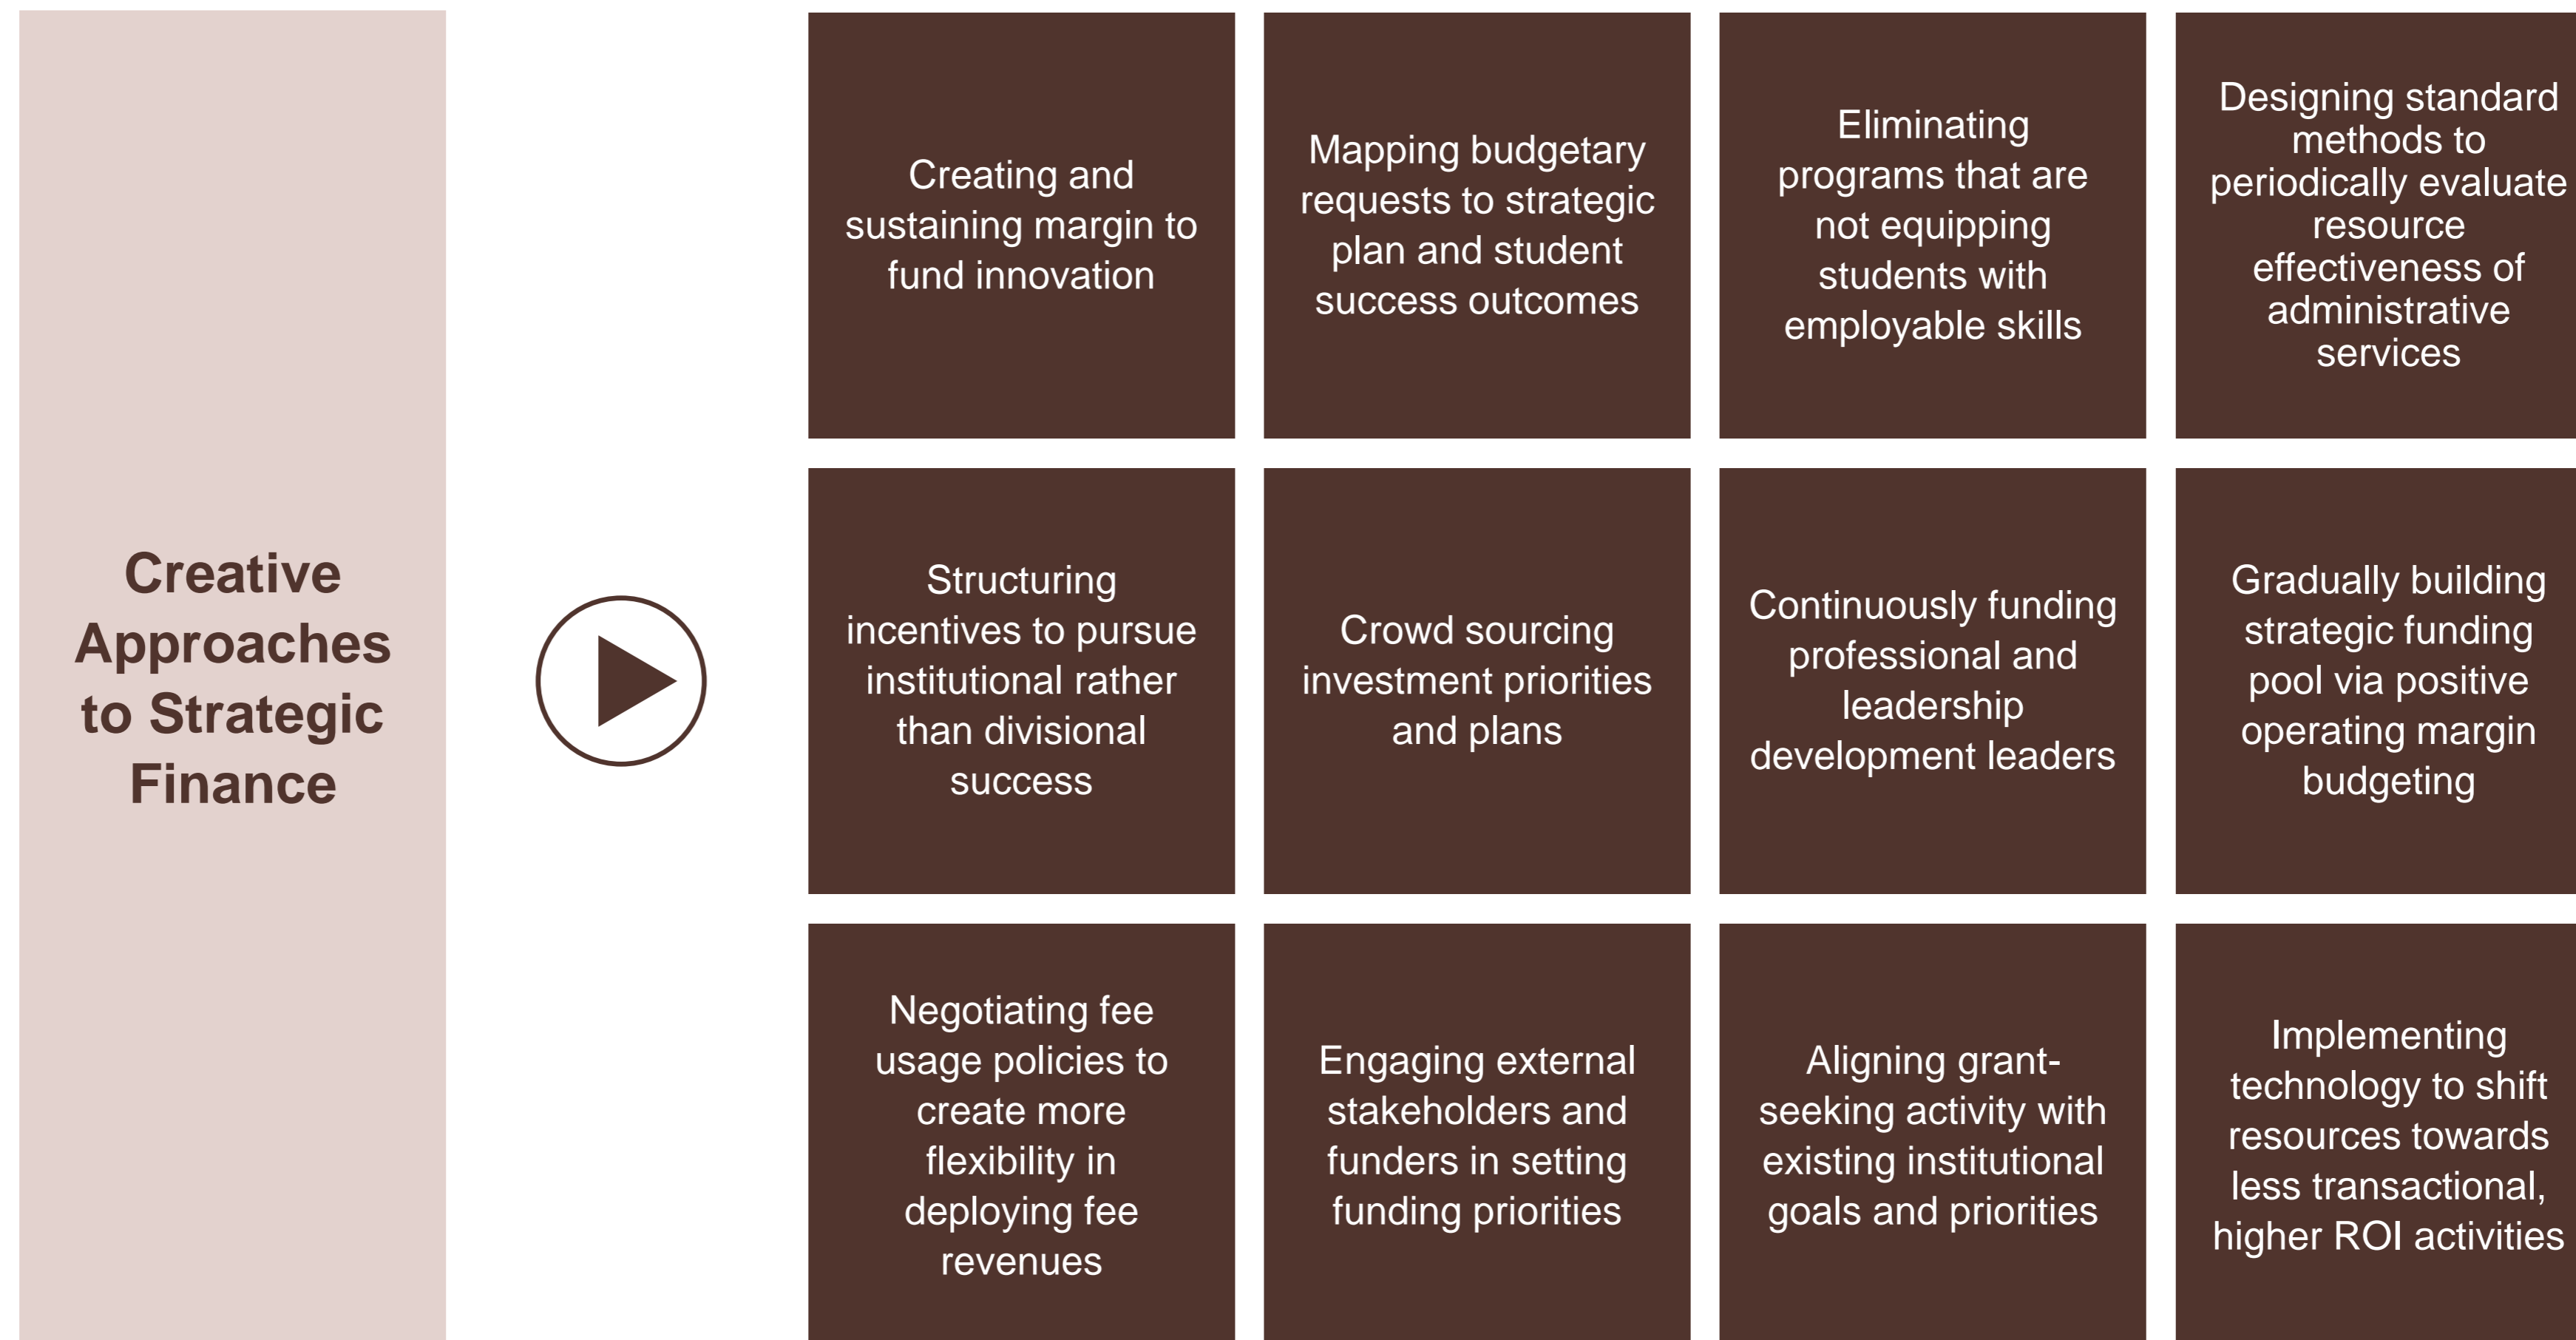 Creative
Approaches
to Strategic
Finance
Creating and
sustaining margin to
fund innovation
Mapping budgetary
requests to strategic
plan and student
success outcomes
Eliminating
programs that are
not equipping
students with
employable skills
Designing standard
methods to
periodically evaluate
resource
effectiveness of
administrative
services
Structuring
incentives to pursue
institutional rather
than divisional
success
Crowd sourcing
investment priorities
and plans
Continuously funding
professional and
leadership
development leaders
Gradually building
strategic funding
pool via positive
operating margin
budgeting
Negotiating fee
usage policies to
create more
flexibility in
deploying fee
revenues
Engaging external
stakeholders and
funders in setting
funding priorities
Aligning grant-
seeking activity with
existing institutional
goals and priorities
Implementing
technology to shift
resources towards
less transactional,
higher ROI activities